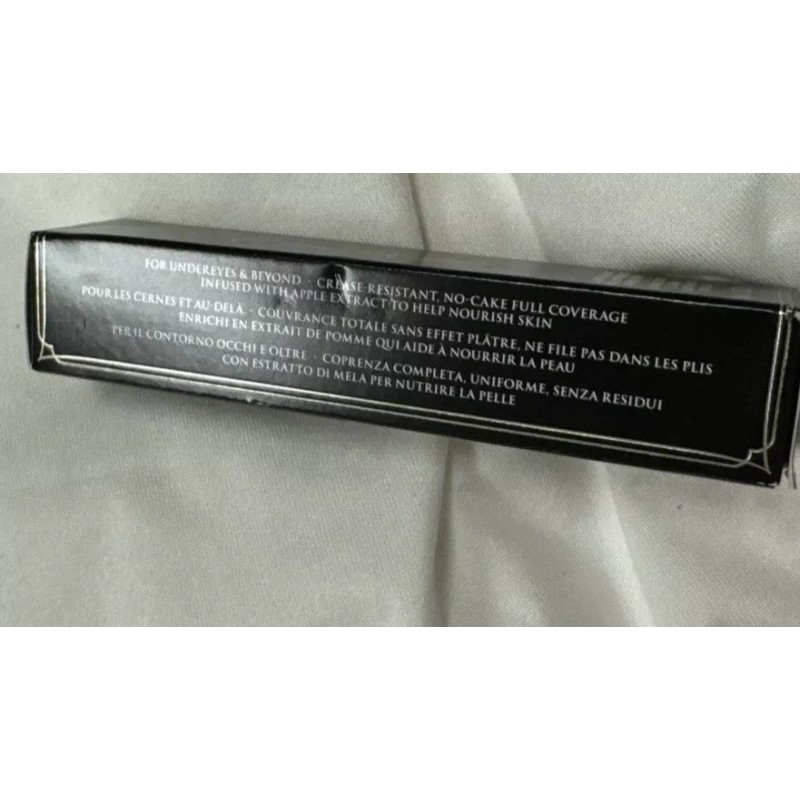 FOR UNDEREYES & BEYOND · CREASE-RESISTANT, NO-CAKE FULL COVERAGE
INFUSED WITH APPLE EXTRACT TO HELP NOURISH SKIN
POUR LES CERNES ET AU-DELÀ · COUVRANCE TOTALE SANS EFFET PLÂTRE, NE FILE PAS DANS LES PLIS
ENRICHI EN EXTRAIT DE POMME QUI AIDE À NOURRIR LA PEAU
PER IL CONTORNO OCCHI E OLTRE · COPRENZA COMPLETA, UNIFORME, SENZA RESIDUI
CON ESTRATTO DI MELA PER NUTRIRE LA PELLE